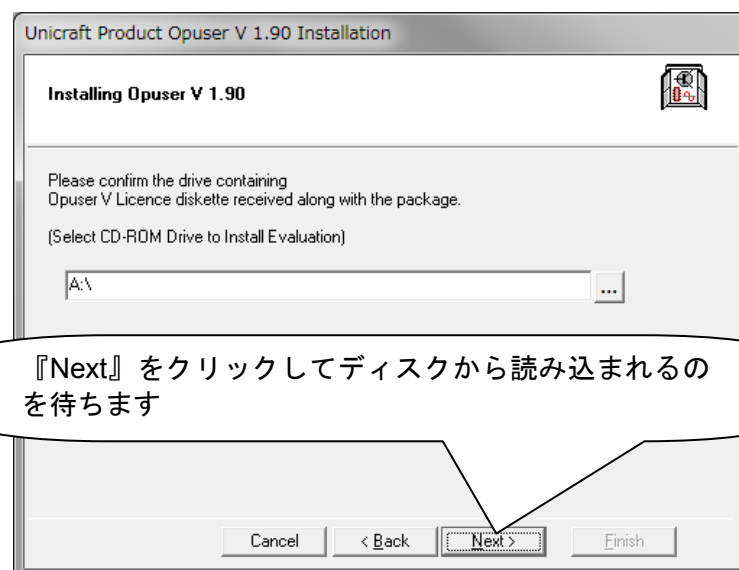 Unicraft Product Opuser V 1.90 Installation
Installing Opuser V 1.90
Please confirm the drive containing
Opuser V Licence diskette received along with the package.
(Select CD-ROM Drive to Install Evaluation)
A:\
...
『Next』をクリックしてディスクから読み込まれるの
を待ちます
Cancel < Back Next > Finish